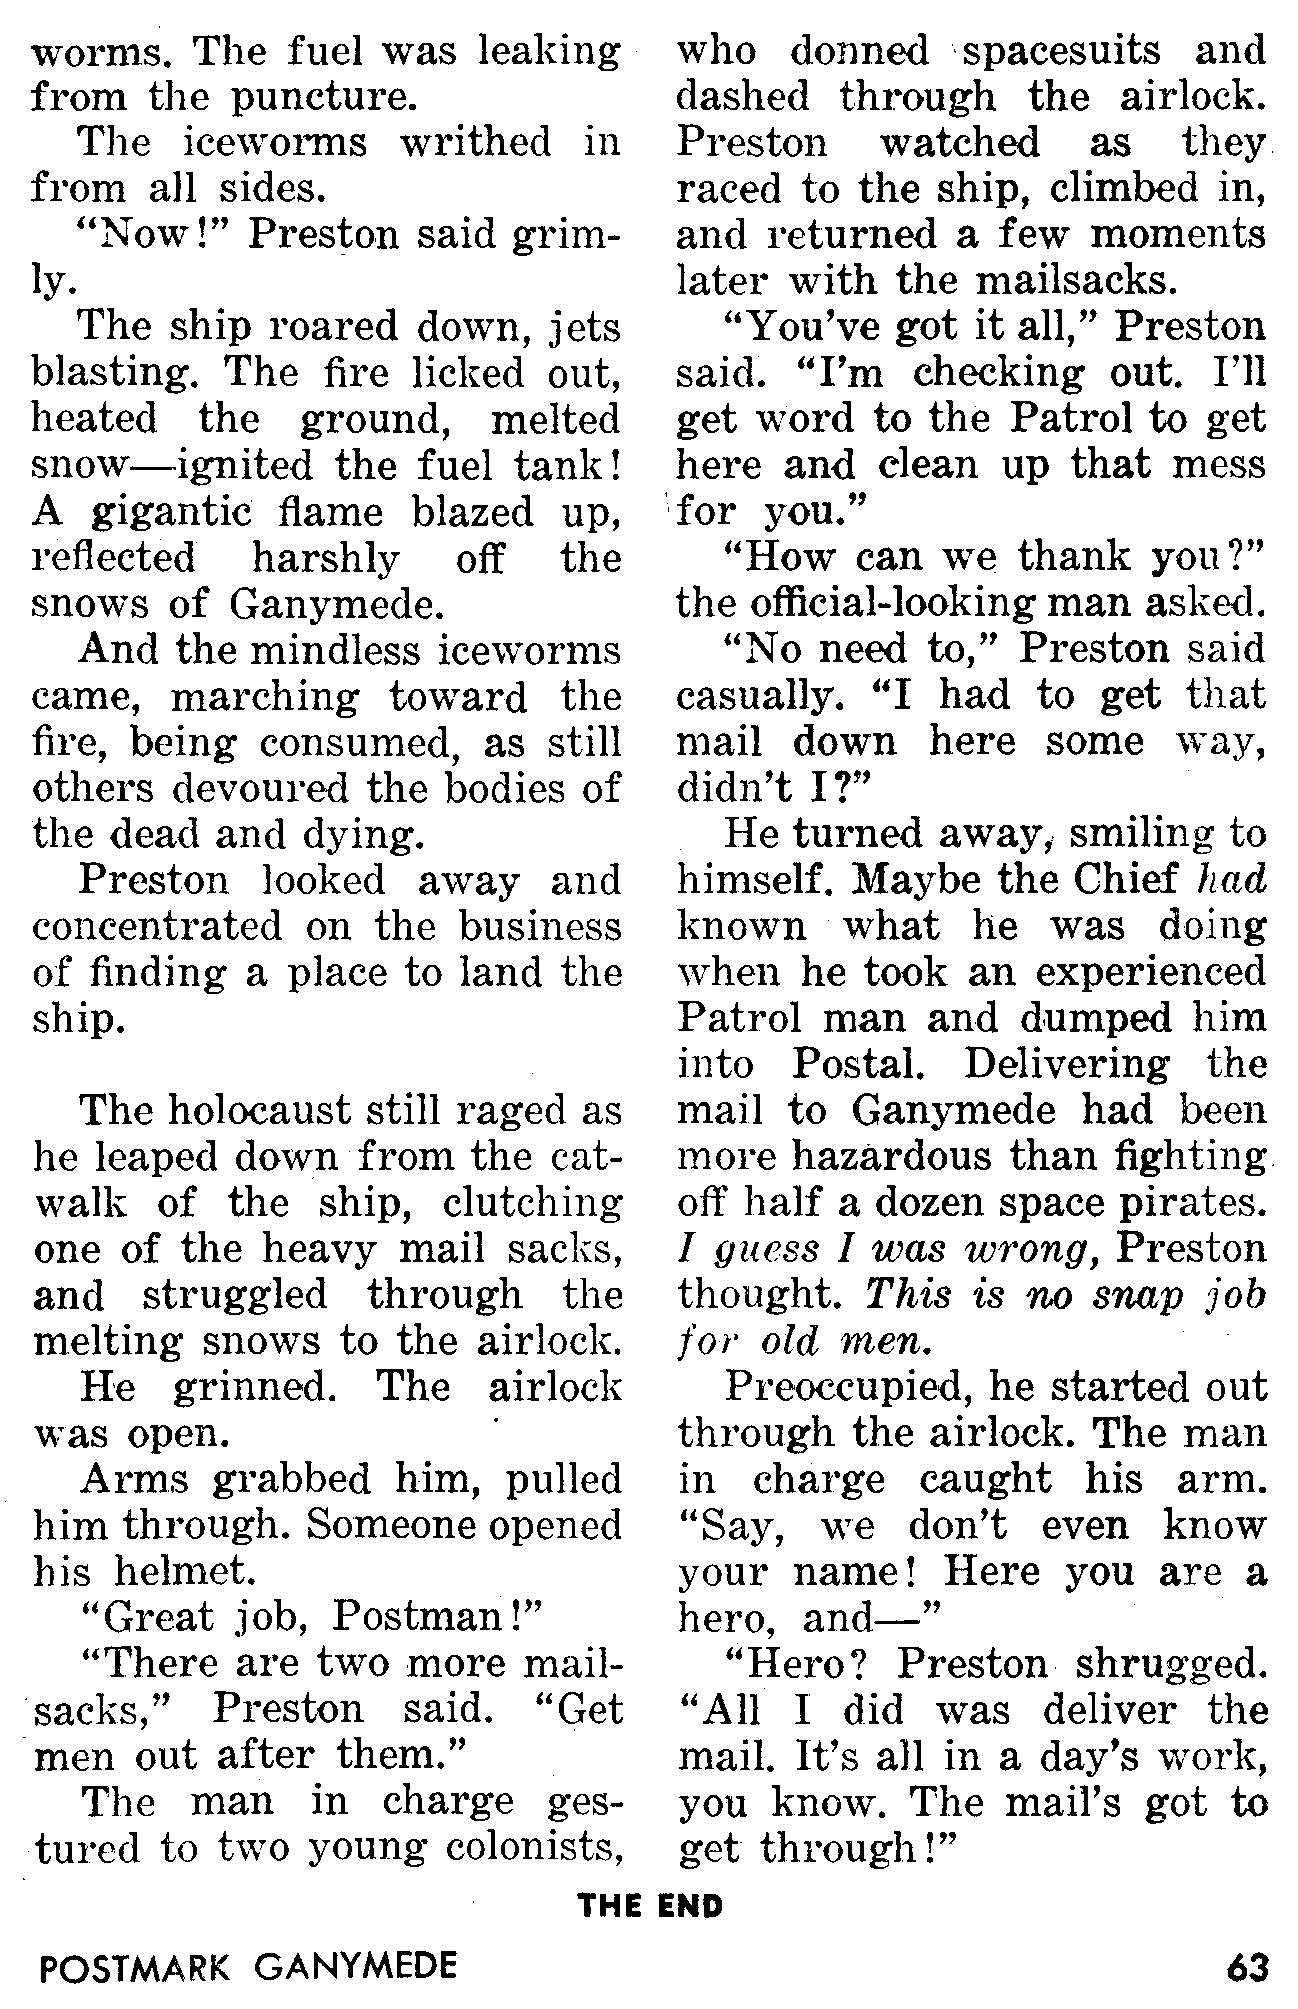 worms. The fuel was leaking
from the puncture.
The iceworms writhed in
from all sides.
“Now!” Preston said grim-
ly.
The ship roared down, jets
blasting. The fire licked out,
heated the ground, melted
snow—ignited the fuel tank!
A gigantic flame blazed up,
reflected harshly off the
snows of Ganymede.
And the mindless iceworms
came, marching toward the
fire, being consumed, as still
others devoured the bodies of
the dead and dying.
Preston looked away and
concentrated on the business
of finding a place to land the
ship.
The holocaust still raged as
he leaped down from the cat-
walk of the ship, clutching
one of the heavy mail sacks,
and struggled through the
melting snows to the airlock.
He grinned. The airlock
was open.
Arms grabbed him, pulled
him through. Someone opened
his helmet.
“Great job, Postman!”
“There are two more mail-
sacks,” Preston said. “Get
men out after them.”
The man in charge ges-
tured to two young colonists,
who donned spacesuits and
dashed through the airlock.
Preston watched as they
raced to the ship, climbed in,
and returned a few moments
later with the mailsacks.
“You’ve got it all,” Preston
said. “I’m checking out. I’ll
get word to the Patrol to get
here and clean up that mess
for you.”
“How can we thank you?”
the official-looking man asked.
“No need to,” Preston said
casually. “I had to get that
mail down here some way,
didn’t I?”
He turned away, smiling to
himself. Maybe the Chief had
known what he was doing
when he took an experienced
Patrol man and dumped him
into Postal. Delivering the
mail to Ganymede had been
more hazardous than fighting
off half a dozen space pirates.
I guess I was wrong, Preston
thought. This is no snap job
for old men.
Preoccupied, he started out
through the airlock. The man
in charge caught his arm.
“Say, we don’t even know
your name! Here you are a
hero, and—”
“Hero? Preston shrugged.
“All I did was deliver the
mail. It’s all in a day’s work,
you know. The mail’s got to
get through!”
THE END
POSTMARK GANYMEDE 63